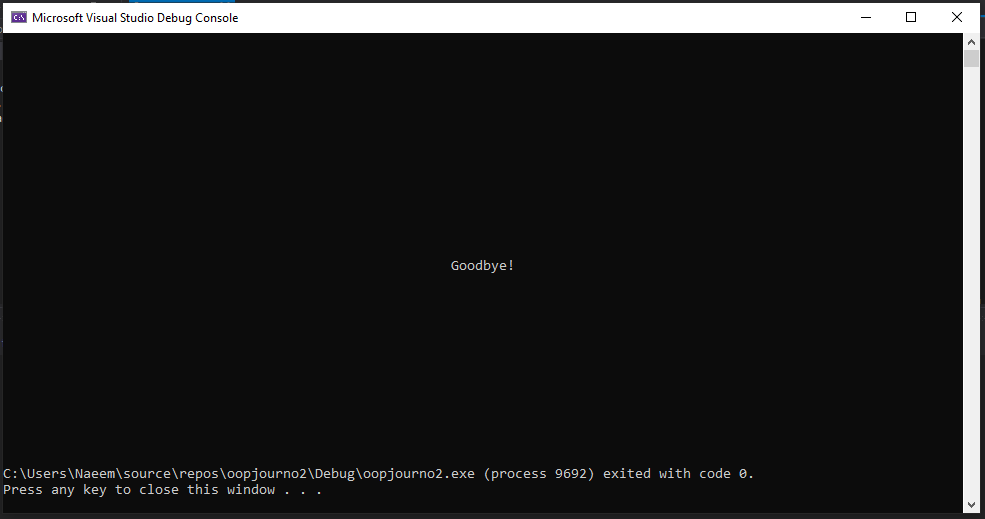 Microsoft Visual Studio Debug Console
Goodbye!
C:\Users\Naeem\source\repos\oopjourno2\Debug\oopjourno2.exe (process 9692) exited with code 0.
Press any key to close this window . . .